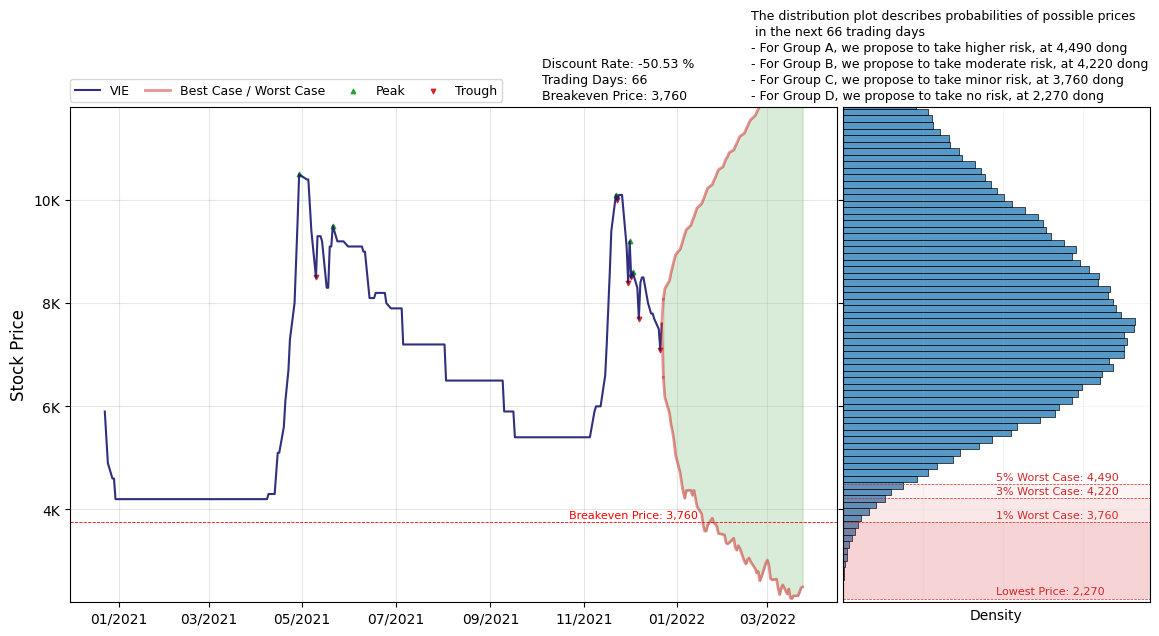 The distribution plot describes probabilities of possible prices
in the next 66 trading days
- For Group A, we propose to take higher risk, at 4,490 dong
- For Group B, we propose to take moderate risk, at 4,220 dong
- For Group C, we propose to take minor risk, at 3,760 dong
- For Group D, we propose to take no risk, at 2,270 dong
Discount Rate: -50.53 %
Trading Days: 66
Breakeven Price: 3,760
VIE
Best Case / Worst Case
Peak
Trough
Stock Price
10K
8K
6K
4K
Breakeven Price: 3,760
5% Worst Case: 4,490
3% Worst Case: 4,220
1% Worst Case: 3,760
Lowest Price: 2,270
01/2021
03/2021
05/2021
07/2021
09/2021
11/2021
01/2022
03/2022
Density